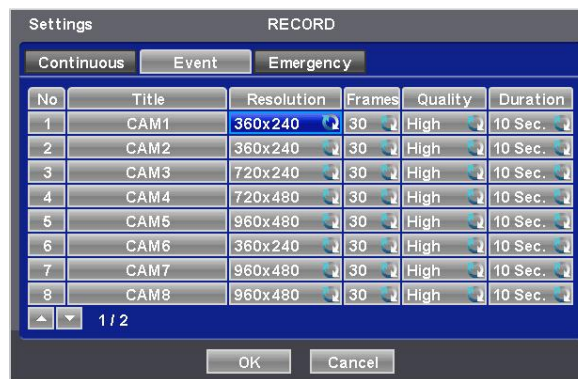 Settings RECORD
Continuous Event Emergency
No Title Resolution Frames Quality Duration
1 CAM1 360x240 30 High 10 Sec.
2 CAM2 360x240 30 High 10 Sec.
3 CAM3 720x240 30 High 10 Sec.
4 CAM4 720x480 30 High 10 Sec.
5 CAM5 960x480 30 High 10 Sec.
6 CAM6 360x240 30 High 10 Sec.
7 CAM7 960x480 30 High 10 Sec.
8 CAM8 960x480 30 High 10 Sec.
1 / 2
OK Cancel